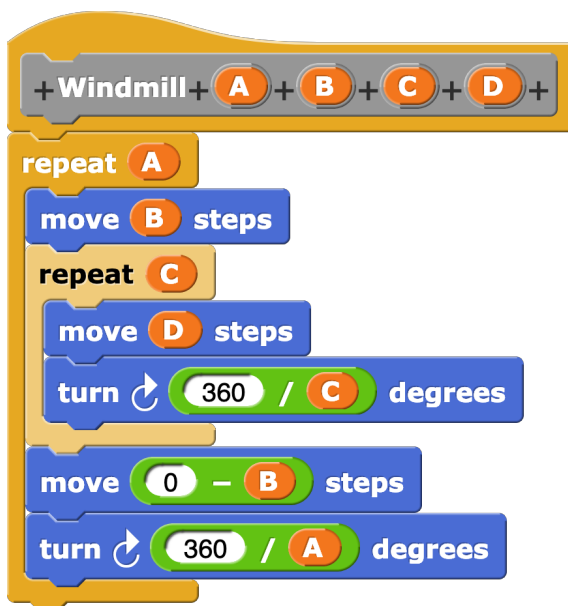 +Windmill+ A + B + C + D +
repeat A
move B steps
repeat C
move D steps
turn 360 / C degrees
move 0 - B steps
turn 360 / A degrees